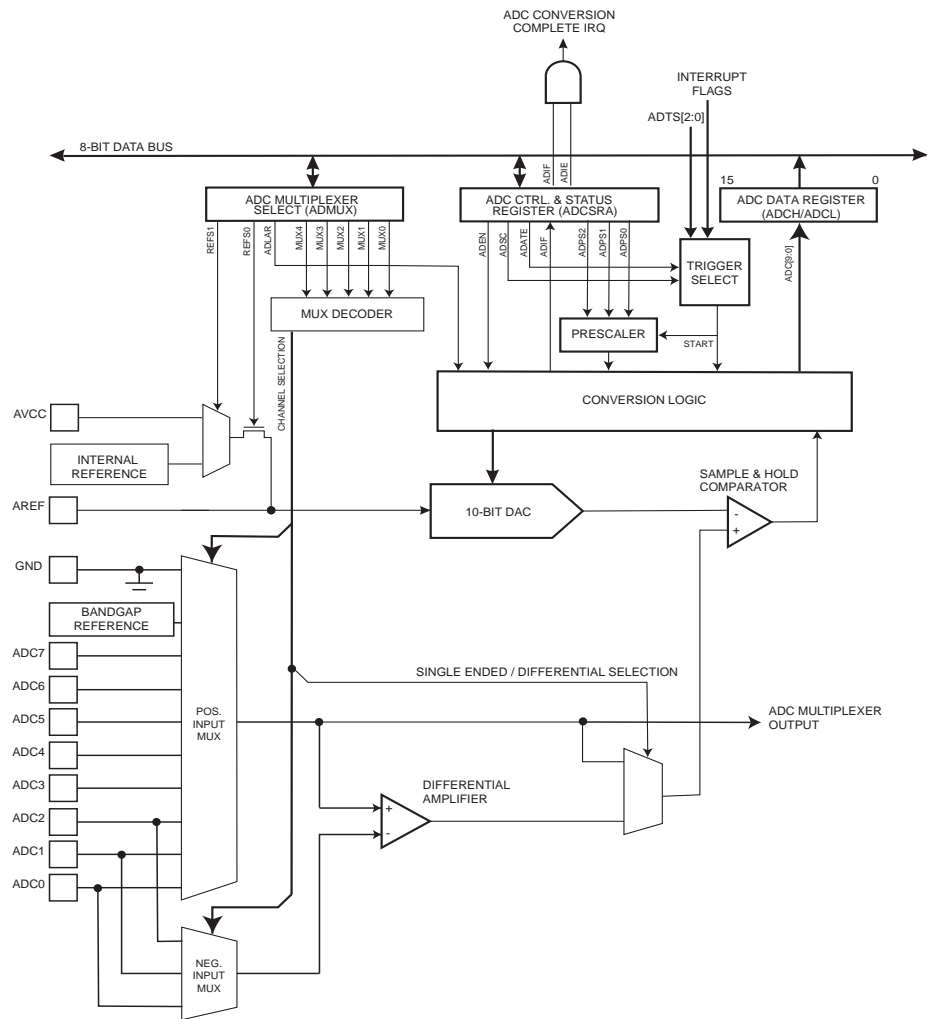 ADC CONVERSION
COMPLETE IRQ
INTERRUPT
FLAGS
ADTS[2:0]
8-BIT DATA BUS
ADIF
ADIE
15
0
ADC MULTIPLEXER
SELECT (ADMUX)
ADC CTRL. & STATUS
REGISTER (ADCSRA)
ADC DATA REGISTER
(ADCH/ADCL)
REFS1
REFS0
ADLAR
MUX4
MUX3
MUX2
MUX1
MUX0
ADEN
ADSC
ADATE
ADIF
ADPS2
ADPS1
ADPS0
ADC[9:0]
TRIGGER
SELECT
MUX DECODER
PRESCALER
START
CHANNEL SELECTION
CONVERSION LOGIC
AVCC
INTERNAL
REFERENCE
SAMPLE & HOLD
COMPARATOR
AREF
10-BIT DAC
-
+
GND
BANDGAP
REFERENCE
ADC7
SINGLE ENDED / DIFFERENTIAL SELECTION
ADC6
ADC5
POS.
INPUT
MUX
ADC MULTIPLEXER
OUTPUT
ADC4
ADC3
DIFFERENTIAL
AMPLIFIER
ADC2
+
-
ADC1
ADC0
NEG.
INPUT
MUX